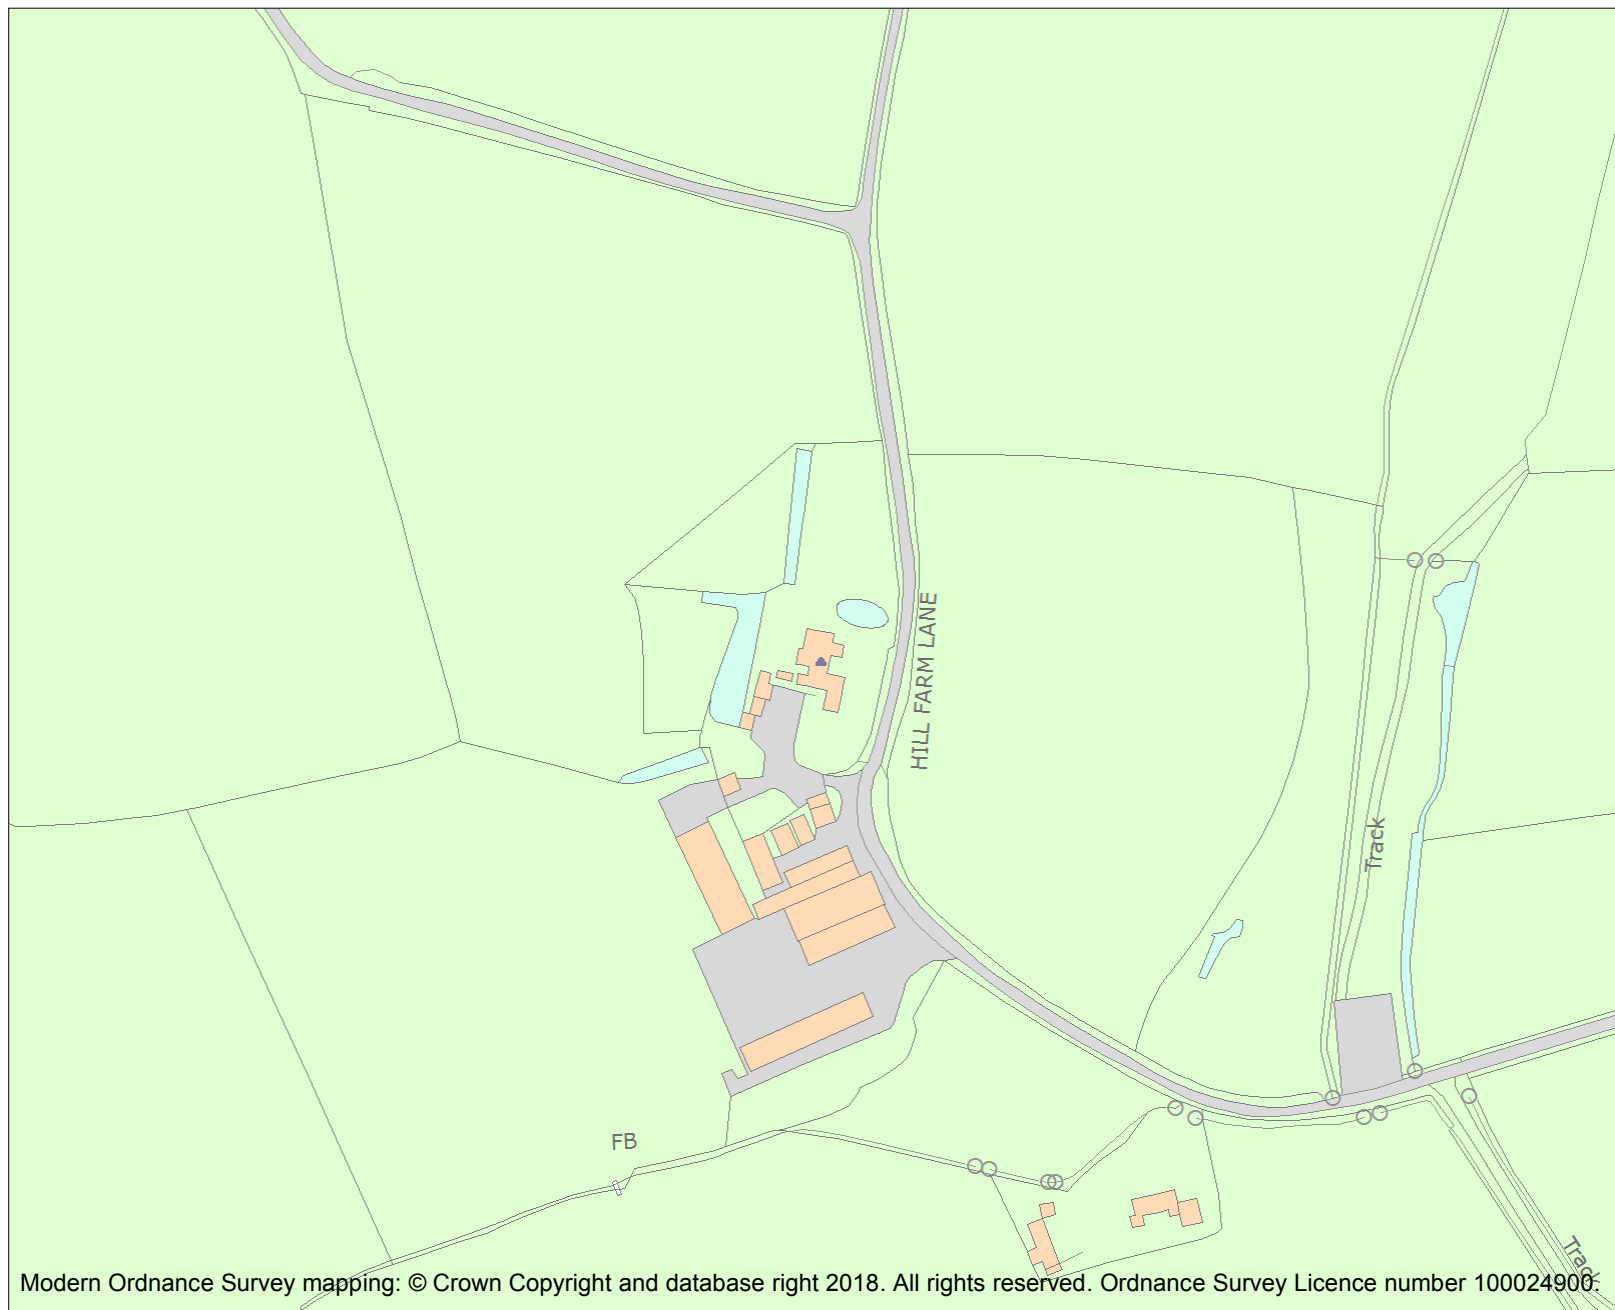 HILL FARM LANE
Track
FB
Track
Modern Ordnance Survey mapping: © Crown Copyright and database right 2018. All rights reserved. Ordnance Survey Licence number 100024900.